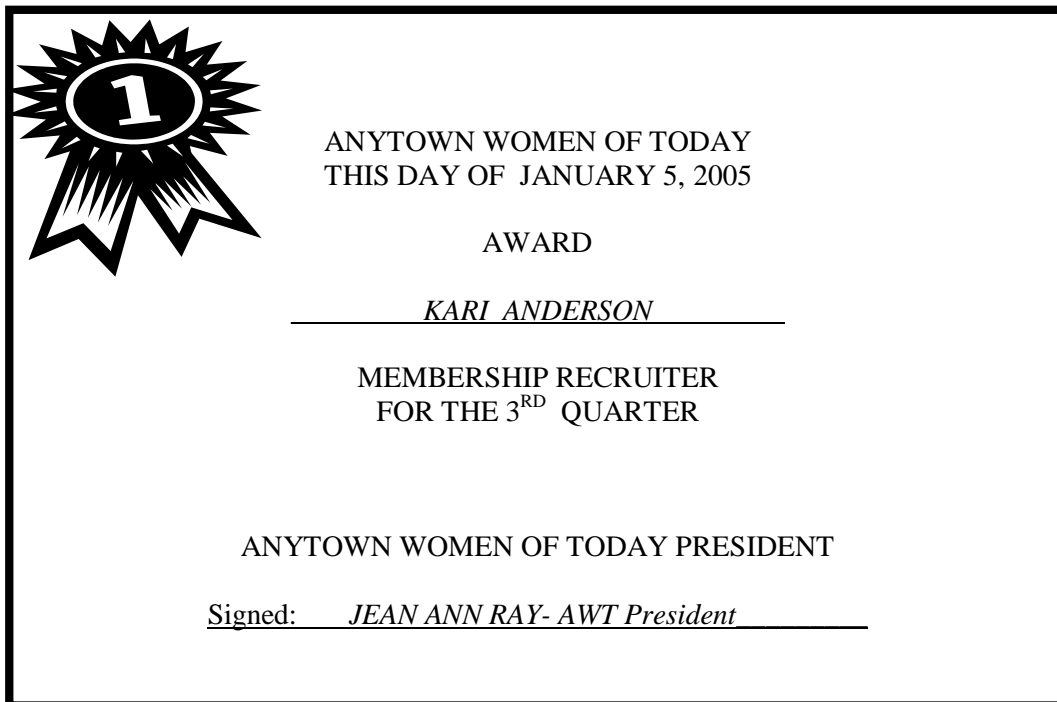 1
ANYTOWN WOMEN OF TODAY
THIS DAY OF JANUARY 5, 2005
AWARD
KARI ANDERSON
MEMBERSHIP RECRUITER
FOR THE 3RD QUARTER
ANYTOWN WOMEN OF TODAY PRESIDENT
Signed: JEAN ANN RAY- AWT President